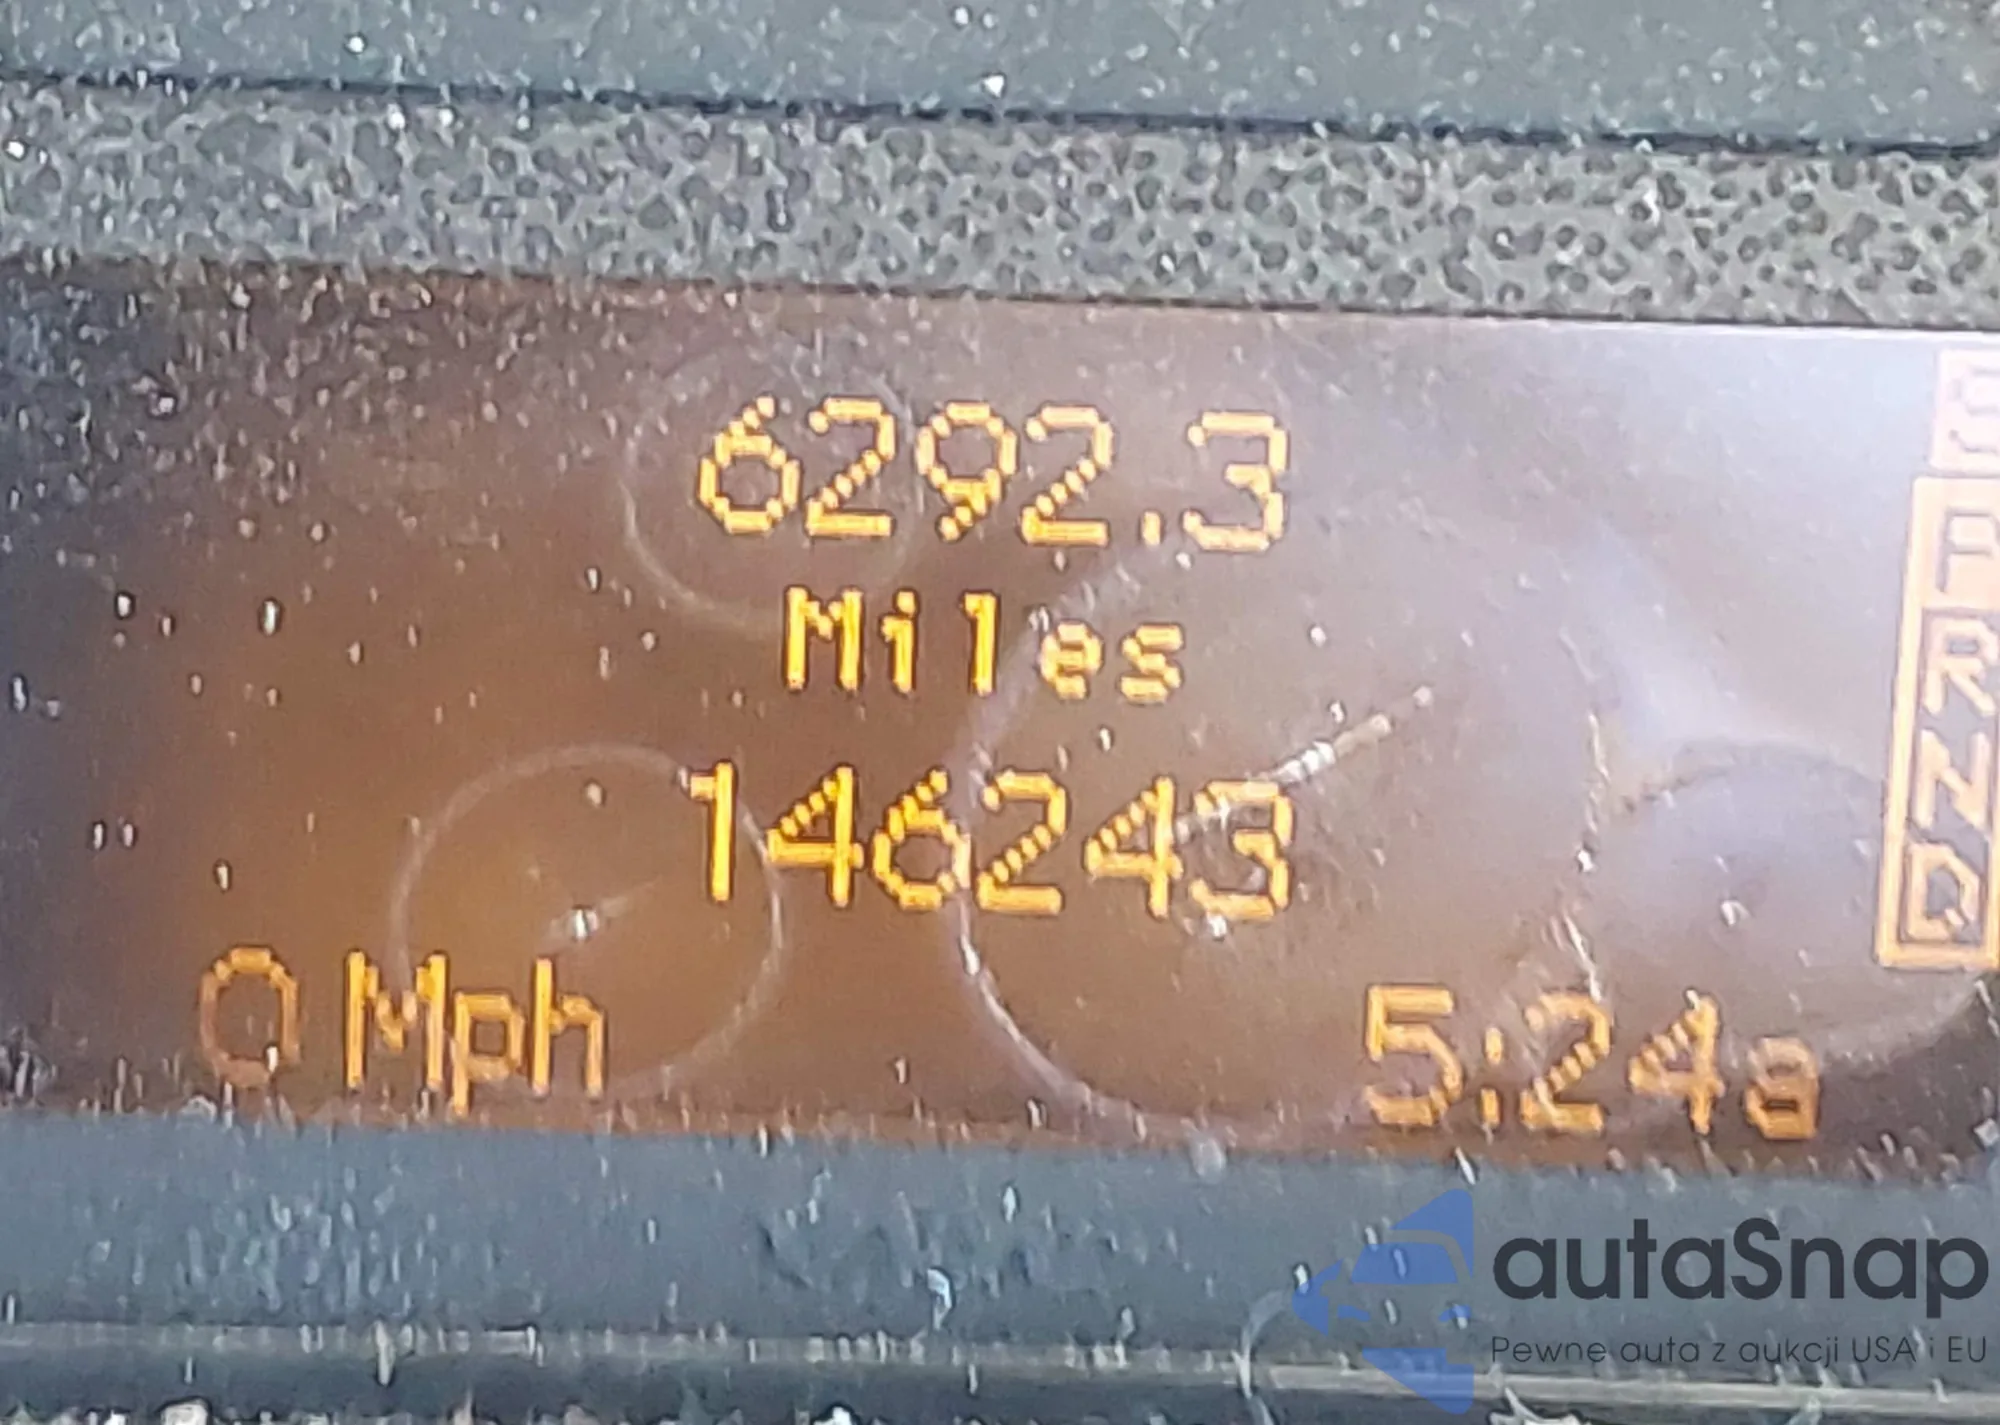 6292.3
Miles
146243
0 Mph
5:24a
S
A
R
N
D
autaSnap
Pewne auta z aukcji USA i EU